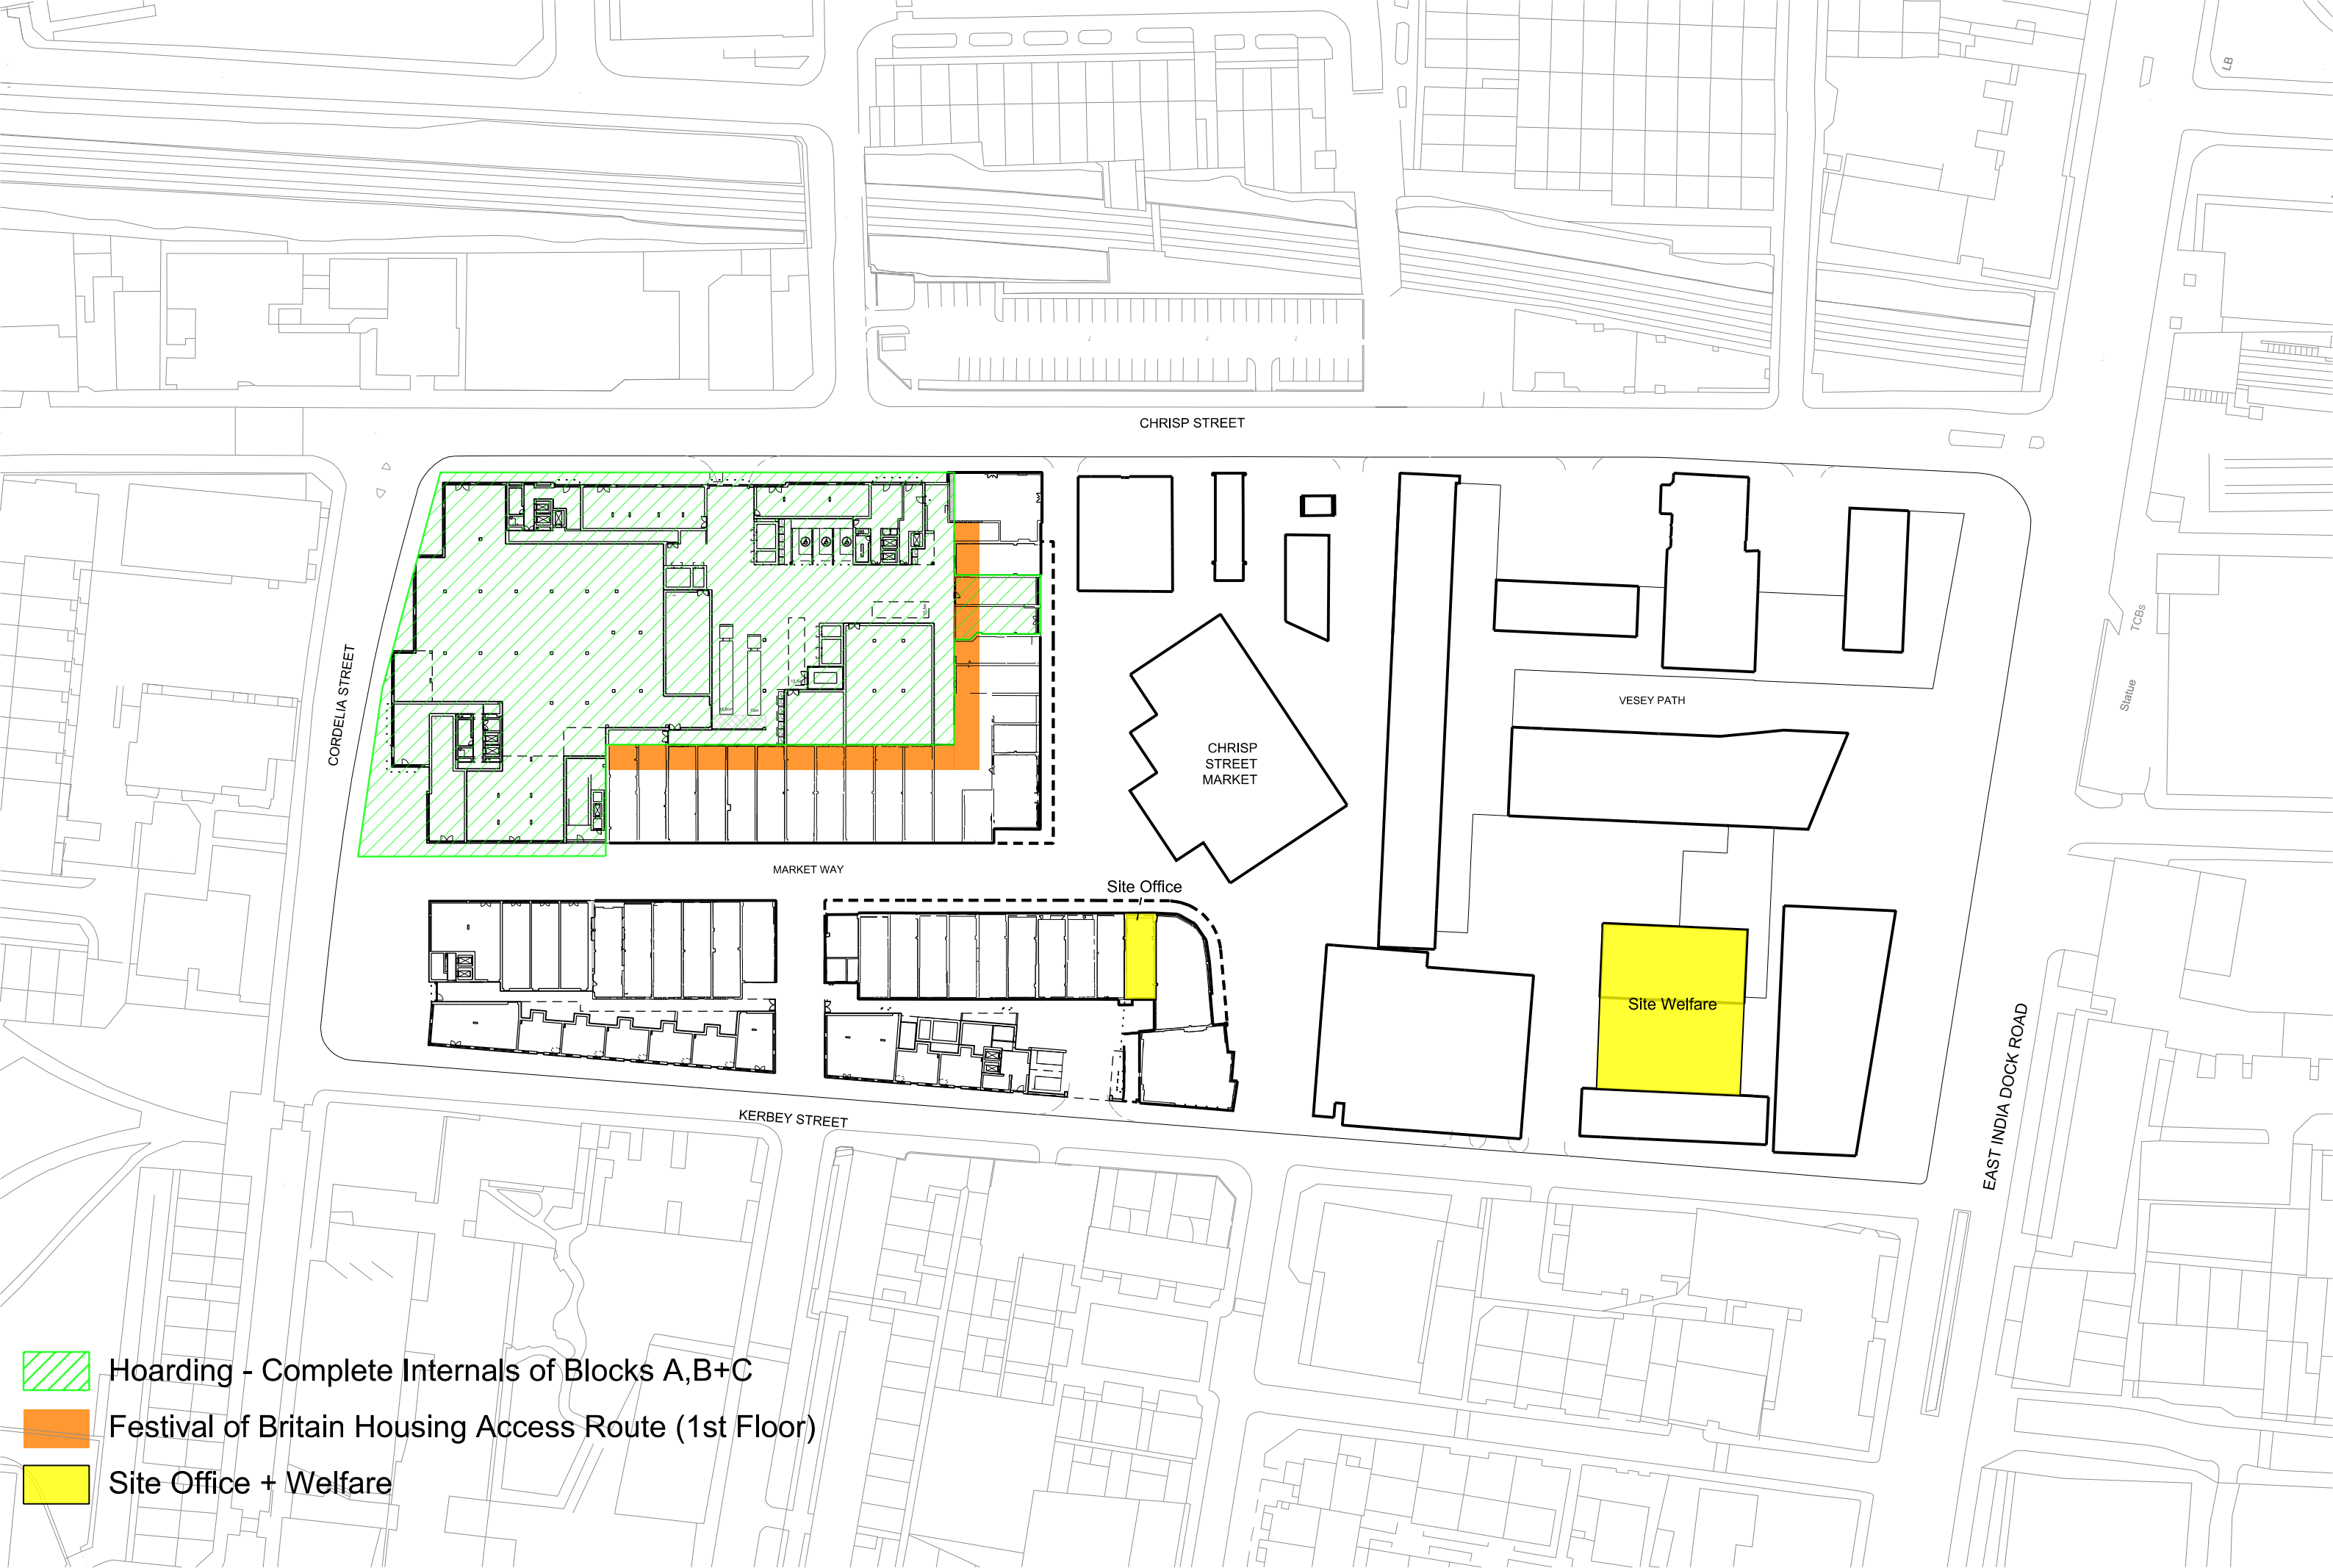 LB
CHRISP STREET
TCBs
CORDELIA STREET
Statue
VESEY PATH
CHRISP
STREET
MARKET
MARKET WAY
Site Office
Site Welfare
EAST INDIA DOCK ROAD
KERBEY STREET
Hoarding - Complete Internals of Blocks A,B+C
Festival of Britain Housing Access Route (1st Floor)
Site Office + Welfare